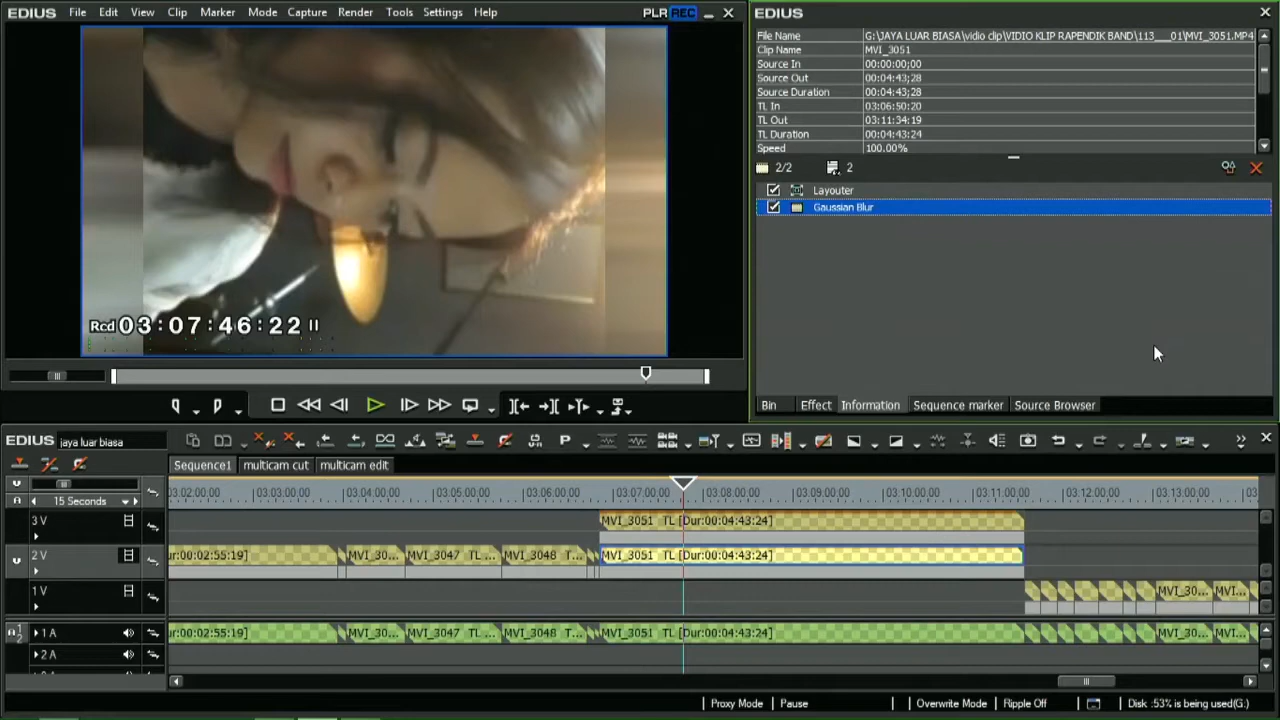 EDIUS File Edit View Clip Marker Mode Capture Render Tools Settings Help PLR REC
Rcd 03:07:46:22
EDIUS
File Name G:\JAYA LUAR BIASA\vidio clip\VIDIO KLIP RAPENDIK BAND\113___01\MVI_3051.MP4
Clip Name MVI_3051
Source In 00:00:00;00
Source Out 00:04:43;28
Source Duration 00:04:43;28
TL In 03:06:50:20
TL Out 03:11:34:19
TL Duration 00:04:43:24
Speed 100.00%
2/2 2
Layouter
Gaussian Blur
Bin Effect Information Sequence marker Source Browser
EDIUS jaya luar biasa P
Sequence1 multicam cut multicam edit
15 Seconds 03:02:00:00 03:03:00:00 03:04:00:00 03:05:00:00 03:06:00:00 03:07:00:00 03:08:00:00 03:09:00:00 03:10:00:00 03:11:00:00 03:12:00:00 03:13:00:00 03:
3 V MVI_3051 TL [Dur:00:04:43:24]
2 V ur:00:02:55:19] MVI_30... MVI_3047 TL ... MVI_3048 T... MVI_3051 TL [Dur:00:04:43:24]
1 V MVI_30... MVI...
1 2 1 A ur:00:02:55:19] MVI_30... MVI_3047 TL ... MVI_3048 T... MVI_3051 TL [Dur:00:04:43:24] MVI_30... MVI...
2 A
Proxy Mode Pause Overwrite Mode Ripple Off Disk :53% is being used(G:)